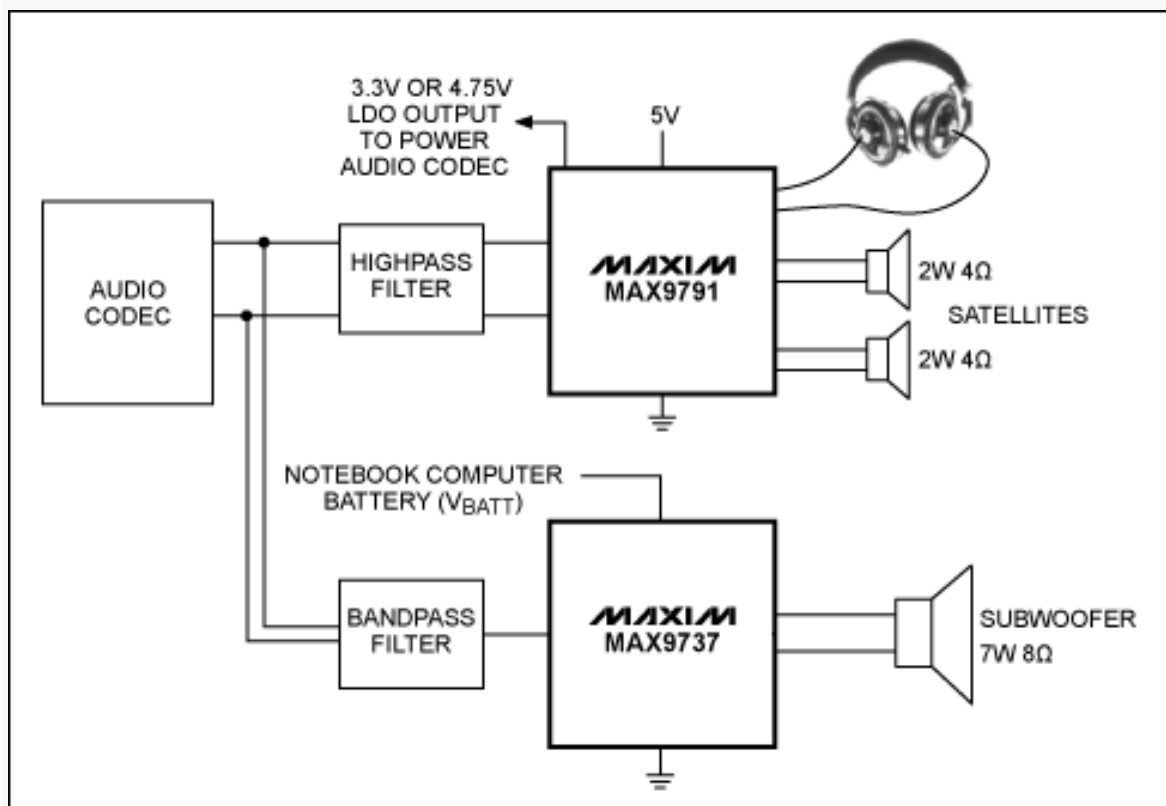 3.3V OR 4.75V
LDO OUTPUT
TO POWER
AUDIO CODEC
5V
AUDIO
CODEC
HIGHPASS
FILTER
MAXIM
MAX9791
2W 4Ω
SATELLITES
2W 4Ω
NOTEBOOK COMPUTER
BATTERY (VBATT)
BANDPASS
FILTER
MAXIM
MAX9737
SUBWOOFER
7W 8Ω